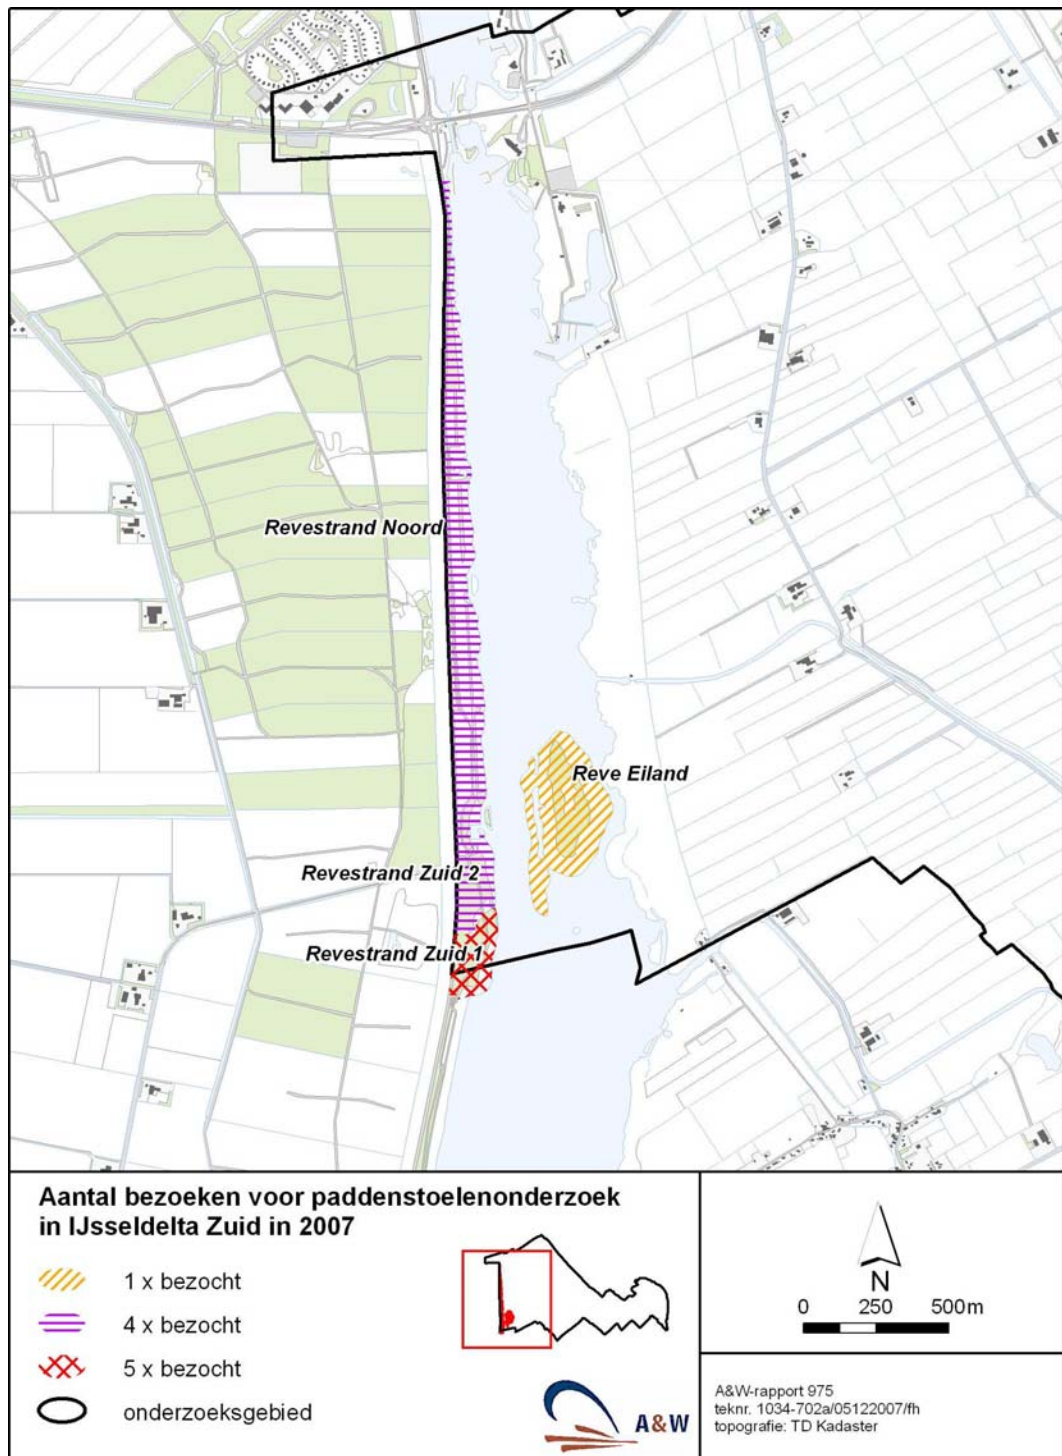 Revestrand Noord
Reve Eiland
Revestrand Zuid 2
Revestrand Zuid 1
Aantal bezoeken voor paddenstoelenonderzoek
in IJsseldelta Zuid in 2007
1 x bezocht
4 x bezocht
5 x bezocht
onderzoeksgebied
A&W
N
0 250 500m
A&W-rapport 975
teknr. 1034-702a/05122007/fh
topografie: TD Kadaster